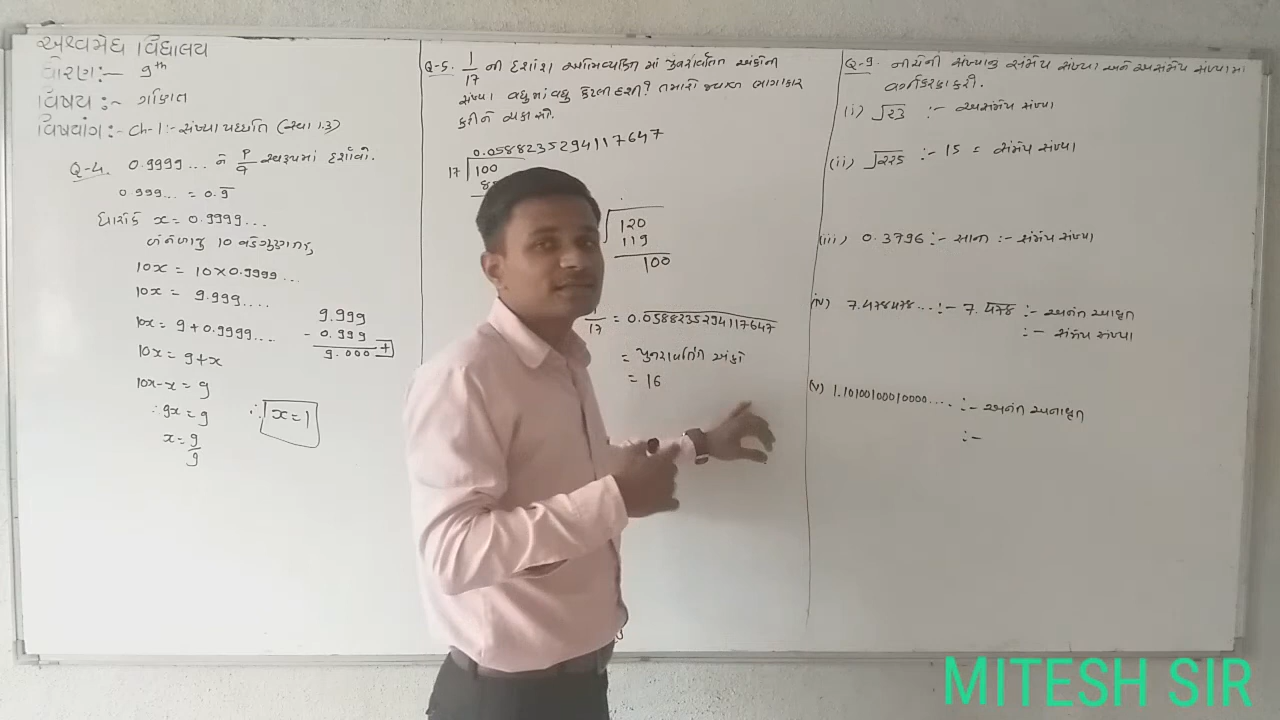 અશ્વમેધ વિદ્યાલય
ધોરણ:- 9th
વિષય:- ગણિત
વિષયાંગ:- Ch-1:- સંખ્યા પધ્ધતિ (સ્વા 1.3)
Q-4. 0.9999... ને p/q સ્વરૂપમાં દર્શાવો.
0.999... = 0.9̅
ધારોકે x = 0.9999...
બંનેબાજુ 10 વડે ગુણતાં,
10x = 10×0.9999...
10x = 9.999....
10x = 9+0.9999....
10x = 9+x
10x-x = 9
∴ 9x = 9
x = 9/9
9.999
- 0.999
9.000
∴ x = 1
Q-5. 1/17 ની દશાંશ અભિવ્યક્તિ માં પુનરાવર્તિત અંકોની
સંખ્યા વધુમાં વધુ કેટલી હશે? તમારો જવાબ ભાગાકાર
કરીને ચકાસો.
0.0588235294117647
17 100
8
120
119
100
1/17 = 0.0588235294117647
= પુનરાવર્તિત અંકો
= 16
Q-9. નીચેની સંખ્યાનું સંમેય સંખ્યા અને અસંમેય સંખ્યામાં
વર્ગીકરણ કરો.
(i) √23 :- અસંમેય સંખ્યા
(ii) √225 :- 15 = સંમેય સંખ્યા
(iii) 0.3796 :- સાન્ત :- સંમેય સંખ્યા
(iv) 7.478478... :- 7.478 :- અનંત આવૃત
:- સંમેય સંખ્યા
(v) 1.10100100010000.... :- અનંત અનાવૃત
:-
MITESH SIR